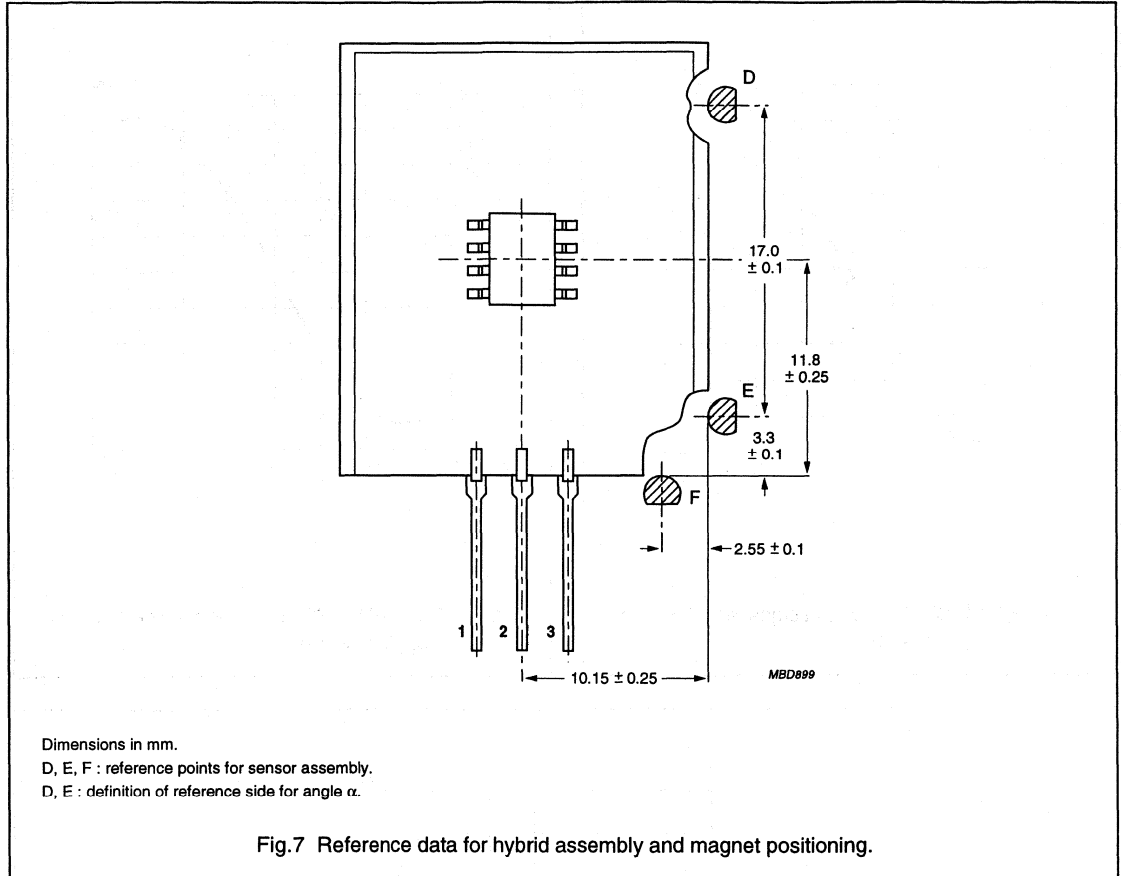 D
17.0
± 0.1
11.8
± 0.25
E
3.3
± 0.1
F
2.55 ± 0.1
1 2 3
10.15 ± 0.25
MBD899
Dimensions in mm.
D, E, F : reference points for sensor assembly.
D, E : definition of reference side for angle α.
Fig.7 Reference data for hybrid assembly and magnet positioning.